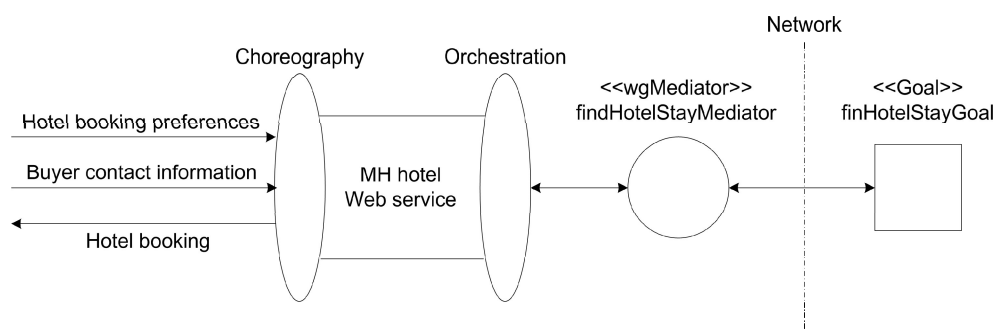 Network
Choreography
Orchestration
<<wgMediator>>
findHotelStayMediator
<<Goal>>
finHotelStayGoal
Hotel booking preferences
Buyer contact information
MH hotel
Web service
Hotel booking